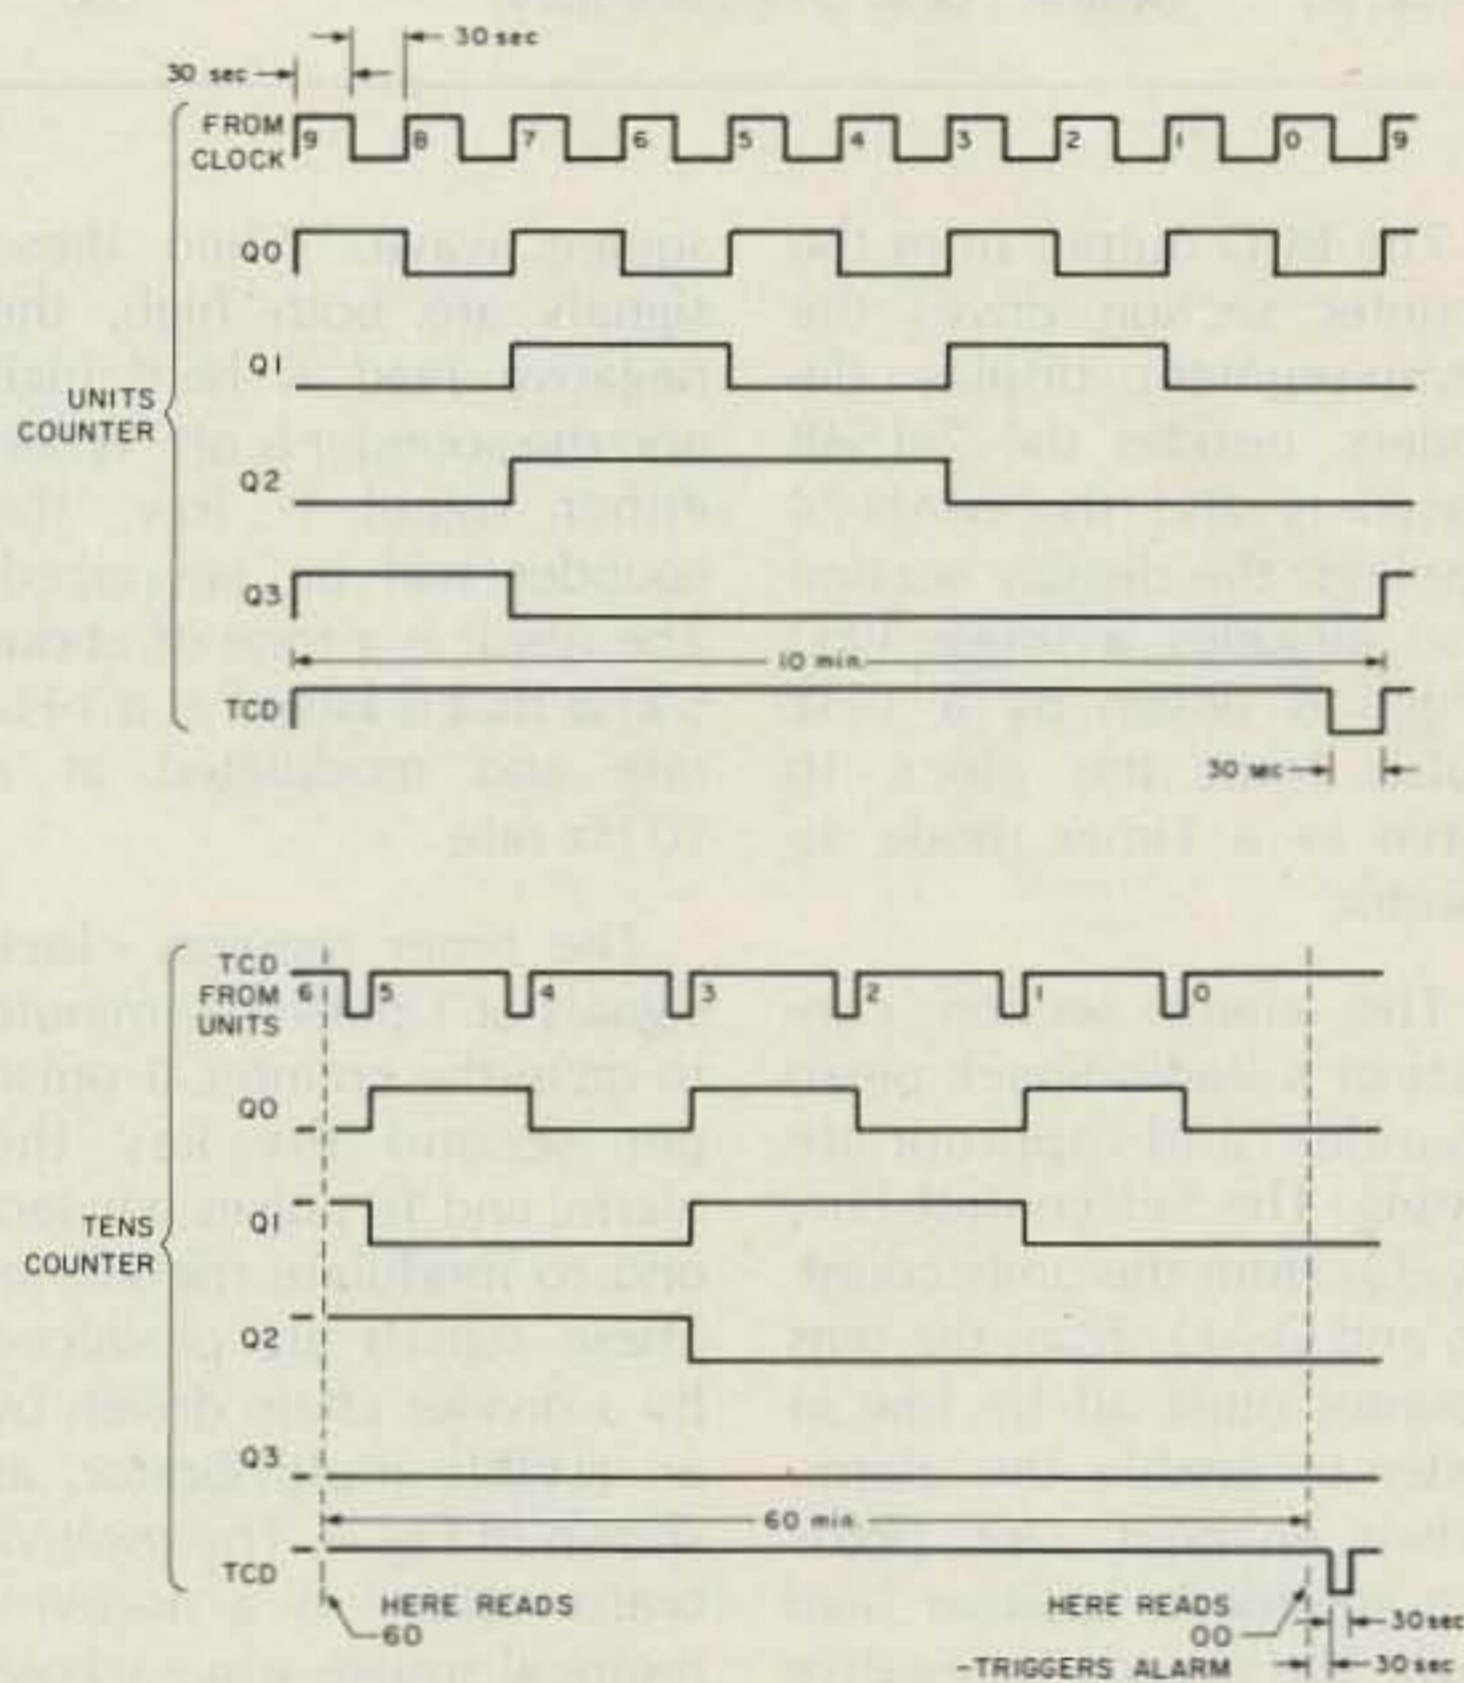 30 sec
30 sec
FROM
CLOCK
9 8 7 6 5 4 3 2 1 0 9
Q0
Q1
UNITS
COUNTER
Q2
Q3
10 min.
TCD
30 sec
TCD
FROM
UNITS
6 5 4 3 2 1 0
Q0
Q1
TENS
COUNTER
Q2
Q3
60 min.
TCD
HERE READS
60
HERE READS
00
-TRIGGERS ALARM
30 sec
30 sec